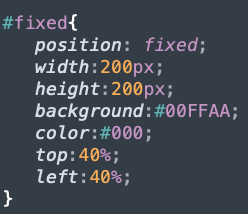 #fixed{
position: fixed;
width:200px;
height:200px;
background:#00FFAA;
color:#000;
top:40%;
left:40%;
}